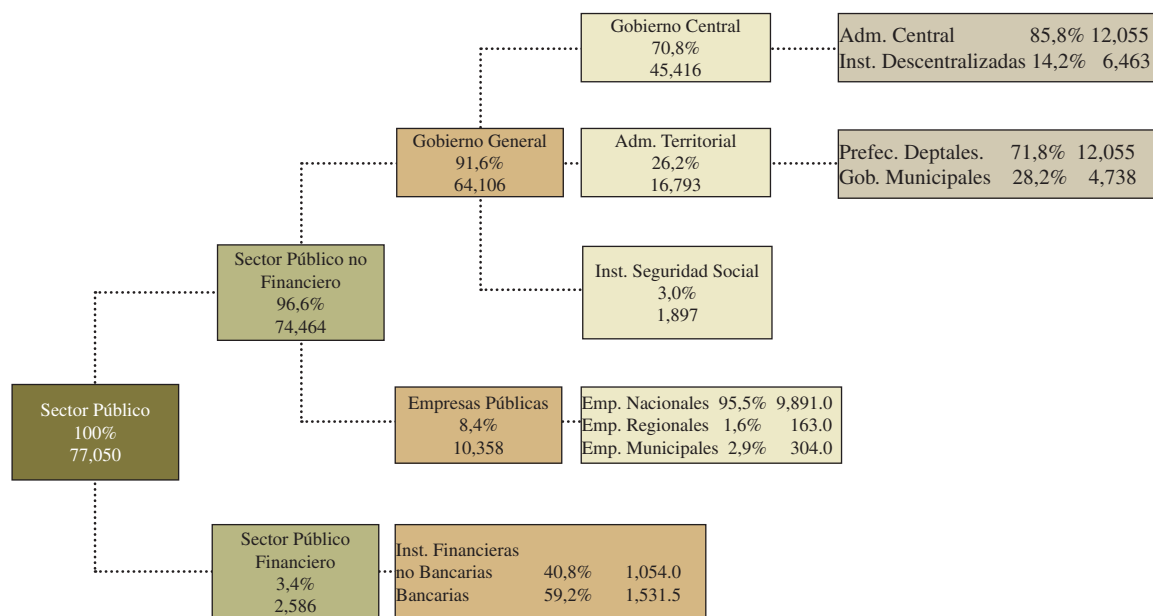 Gobierno Central
70,8%
45,416
Adm. Central 85,8% 12,055
Inst. Descentralizadas 14,2% 6,463
Gobierno General
91,6%
64,106
Adm. Territorial
26,2%
16,793
Prefec. Deptales. 71,8% 12,055
Gob. Municipales 28,2% 4,738
Sector Público no
Financiero
96,6%
74,464
Inst. Seguridad Social
3,0%
1,897
Sector Público
100%
77,050
Empresas Públicas
8,4%
10,358
Emp. Nacionales 95,5% 9,891.0
Emp. Regionales 1,6% 163.0
Emp. Municipales 2,9% 304.0
Sector Público
Financiero
3,4%
2,586
Inst. Financieras
no Bancarias 40,8% 1,054.0
Bancarias 59,2% 1,531.5